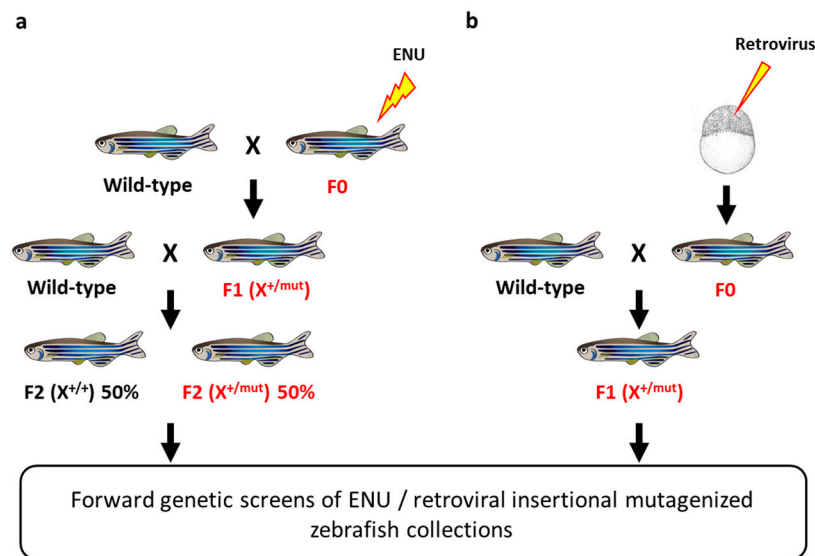 a
ENU
X
Wild-type
F0
X
Wild-type
F1 (X+/mut)
F2 (X+/+) 50%
F2 (X+/mut) 50%
b
Retrovirus
X
Wild-type
F0
F1 (X+/mut)
Forward genetic screens of ENU / retroviral insertional mutagenized
zebrafish collections